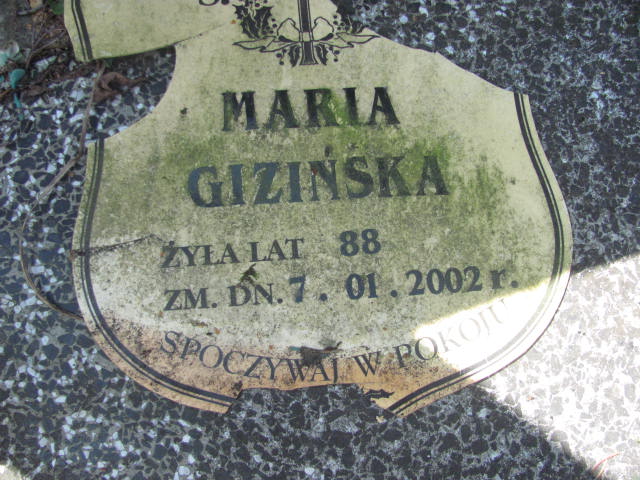 Ś.
MARIA
GIZIŃSKA
ŻYŁA LAT 88
ZM. DN. 7. 01. 2002 r.
SPOCZYWAJ W POKOJU